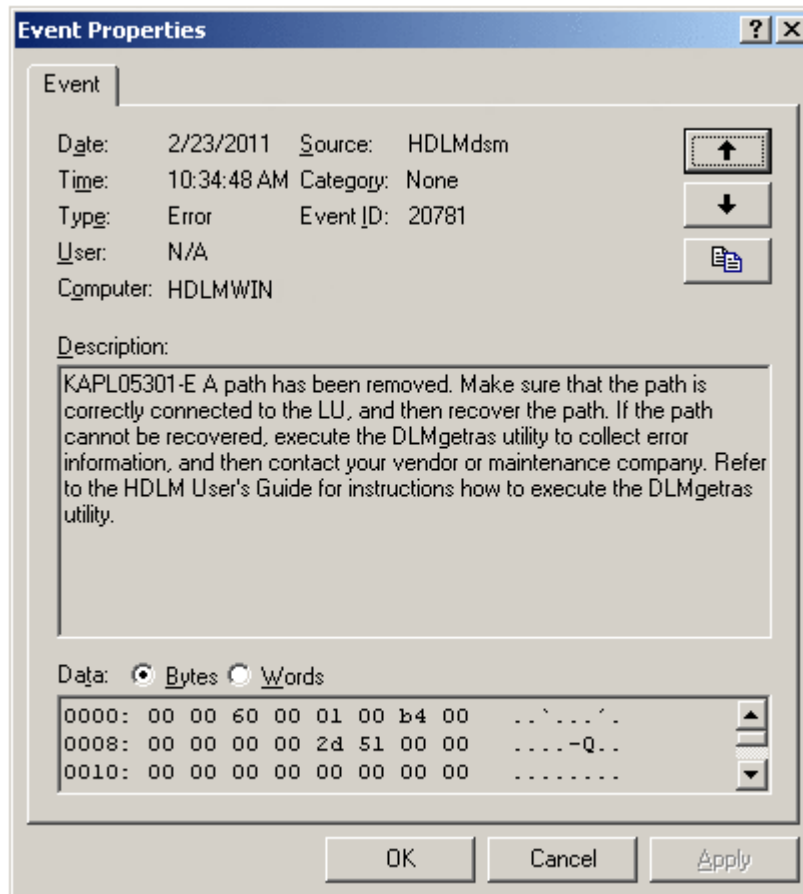 Event Properties
Event
Date: 2/23/2011 Source: HDLMdsm
Time: 10:34:48 AM Category: None
Type: Error Event ID: 20781
User: N/A
Computer: HDLMWIN
Description:
KAPL05301-E A path has been removed. Make sure that the path is
correctly connected to the LU, and then recover the path. If the path
cannot be recovered, execute the DLMgetras utility to collect error
information, and then contact your vendor or maintenance company. Refer
to the HDLM User's Guide for instructions how to execute the DLMgetras
utility.
Data: Bytes Words
0000: 00 00 60 00 01 00 b4 00 ..`...´.
0008: 00 00 00 00 2d 51 00 00 ....-Q..
0010: 00 00 00 00 00 00 00 00 ........
OK Cancel Apply